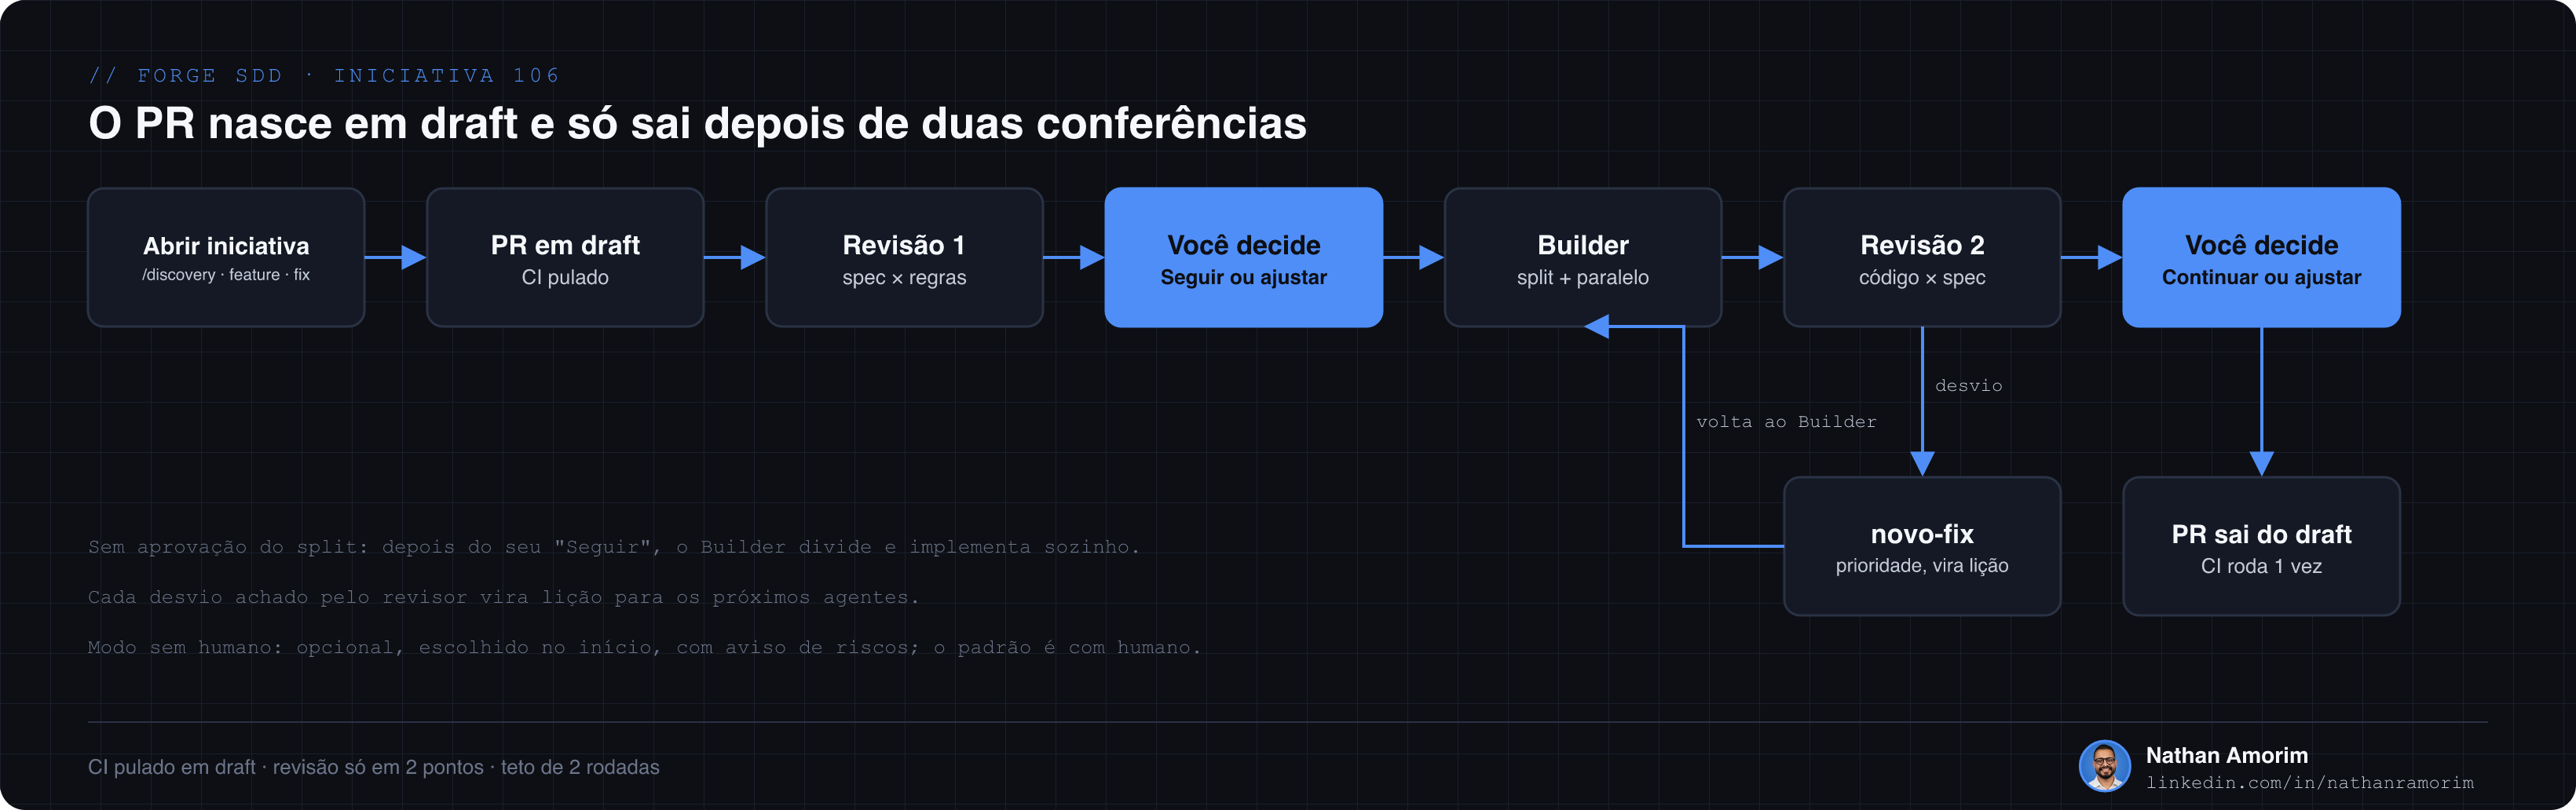 // FORGE SDD · INICIATIVA 106
O PR nasce em draft e só sai depois de duas conferências
Abrir iniciativa
/discovery · feature · fix
PR em draft
CI pulado
Revisão 1
spec × regras
Você decide
Seguir ou ajustar
Builder
split + paralelo
Revisão 2
código × spec
Você decide
Continuar ou ajustar
desvio
volta ao Builder
novo-fix
prioridade, vira lição
PR sai do draft
CI roda 1 vez
Sem aprovação do split: depois do seu "Seguir", o Builder divide e implementa sozinho.
Cada desvio achado pelo revisor vira lição para os próximos agentes.
Modo sem humano: opcional, escolhido no início, com aviso de riscos; o padrão é com humano.
CI pulado em draft · revisão só em 2 pontos · teto de 2 rodadas
Nathan Amorim
linkedin.com/in/nathanramorim